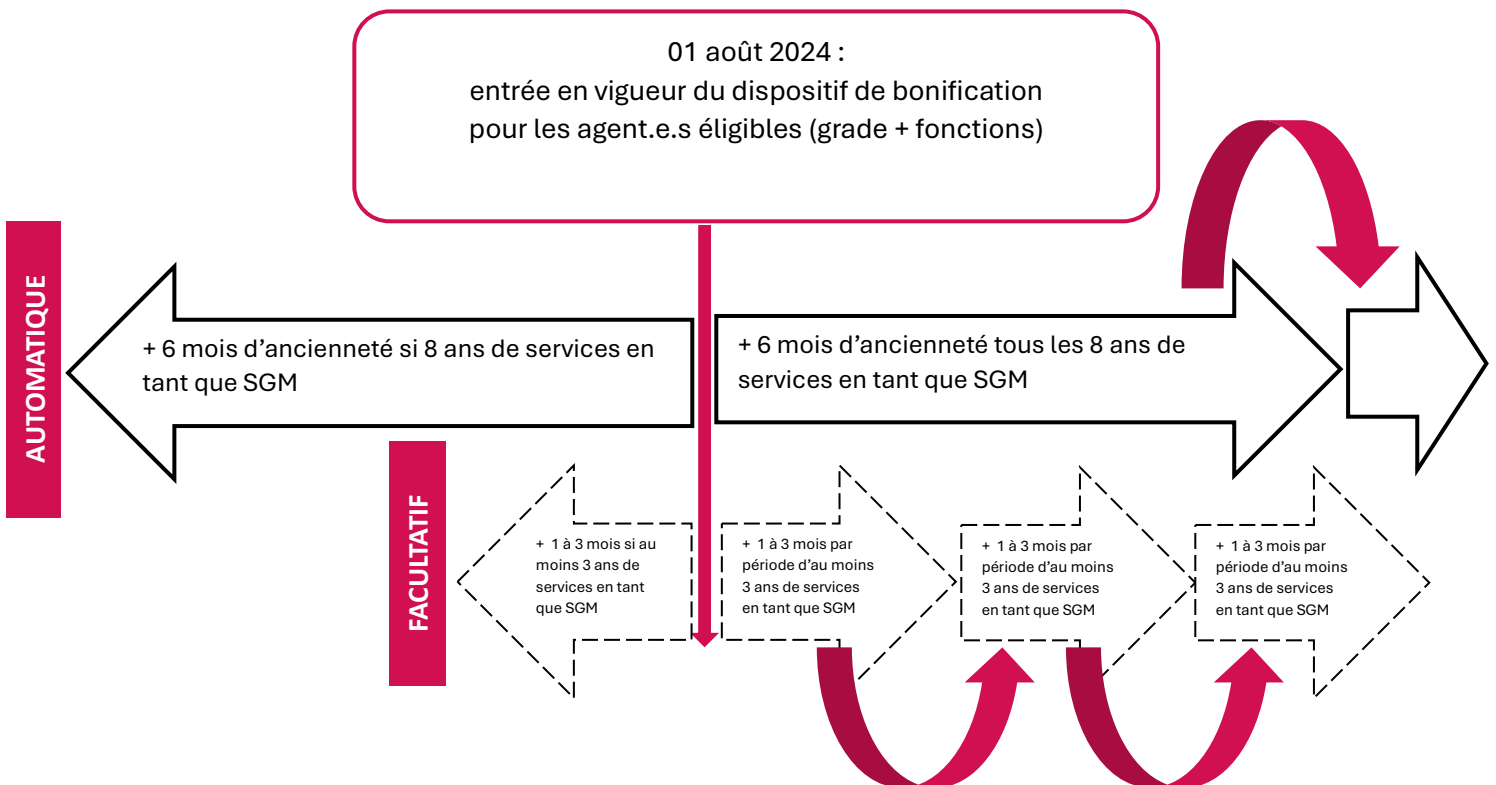 01 août 2024 :
entrée en vigueur du dispositif de bonification
pour les agent.e.s éligibles (grade + fonctions)
AUTOMATIQUE
+ 6 mois d’ancienneté si 8 ans de services en
tant que SGM
+ 6 mois d’ancienneté tous les 8 ans de
services en tant que SGM
FACULTATIF
+ 1 à 3 mois si au
moins 3 ans de
services en tant
que SGM
+ 1 à 3 mois par
période d’au moins
3 ans de services
en tant que SGM
+ 1 à 3 mois par
période d’au moins
3 ans de services
en tant que SGM
+ 1 à 3 mois par
période d’au moins
3 ans de services
en tant que SGM